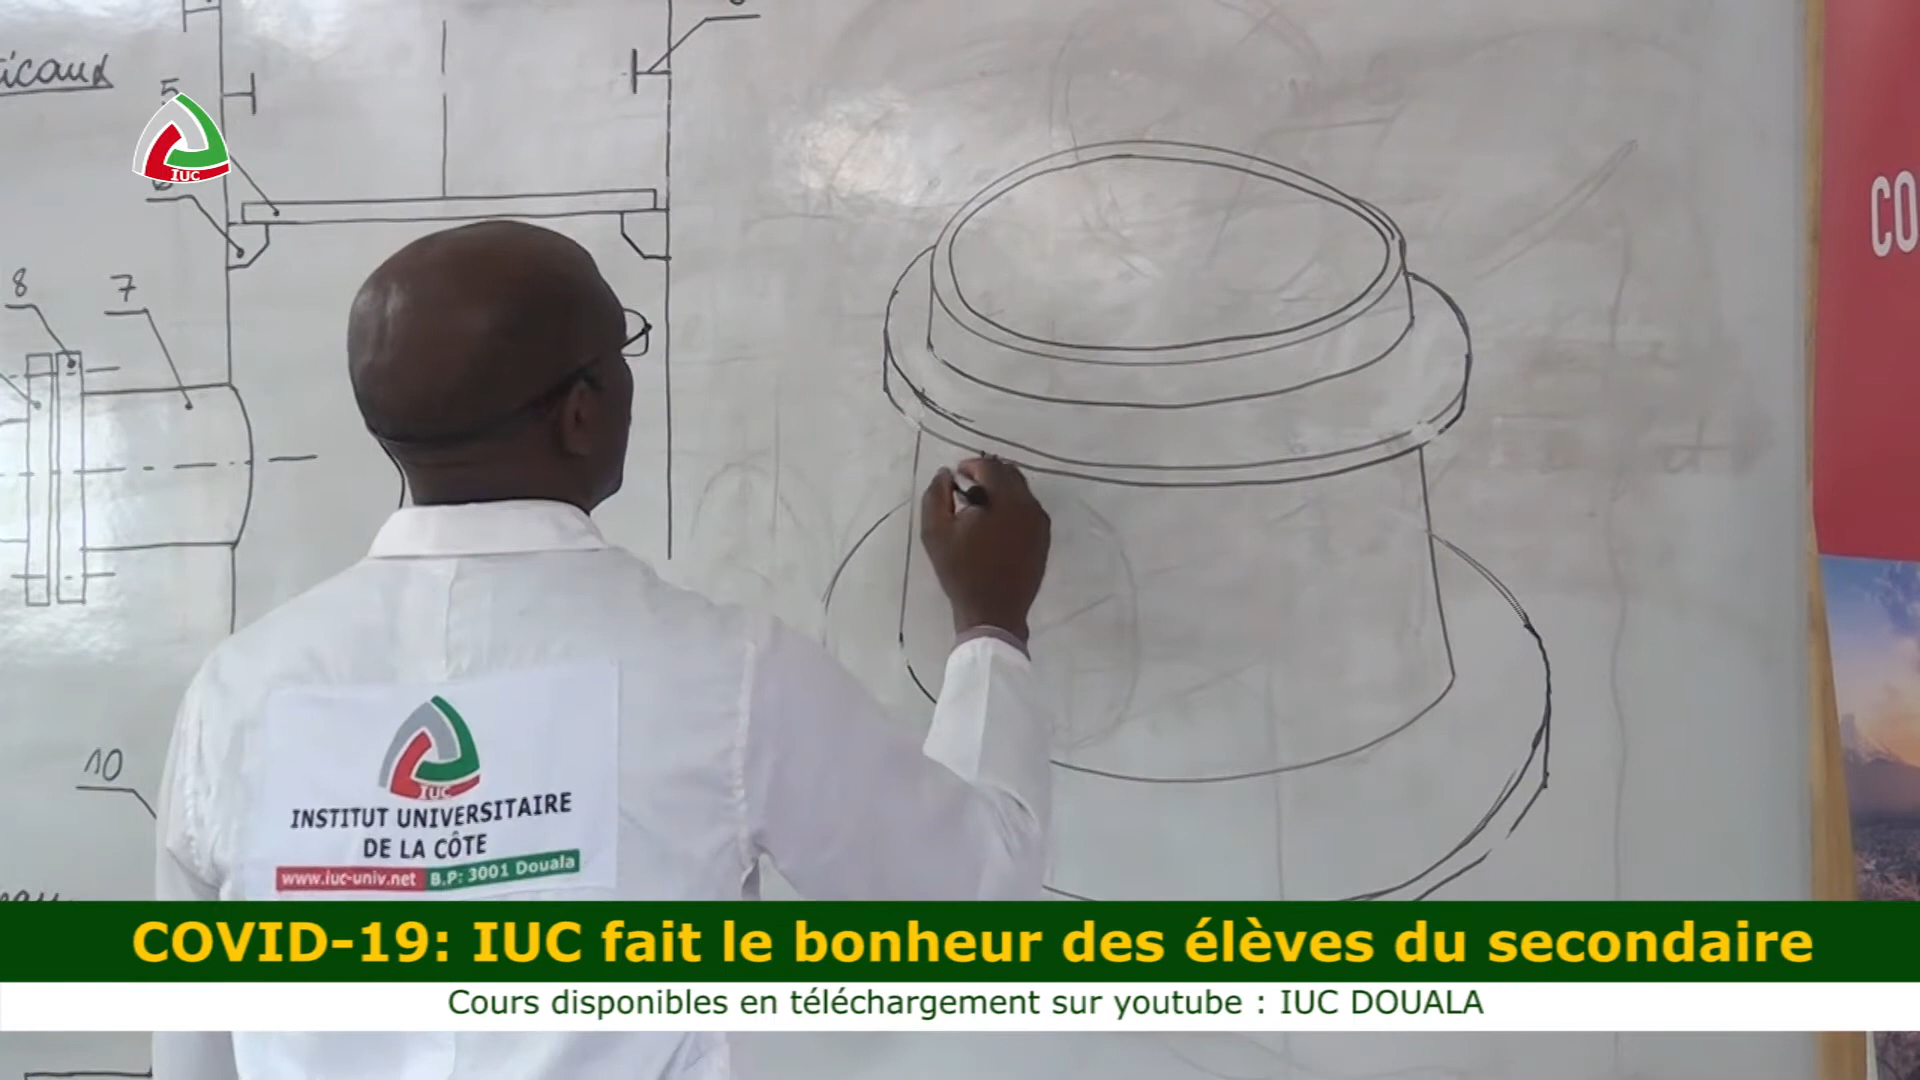 5
IUC
8
7
10
CO
IUC
INSTITUT UNIVERSITAIRE
DE LA CÔTE
www.iuc-univ.net B.P: 3001 Douala
COVID-19: IUC fait le bonheur des élèves du secondaire
Cours disponibles en téléchargement sur youtube : IUC DOUALA